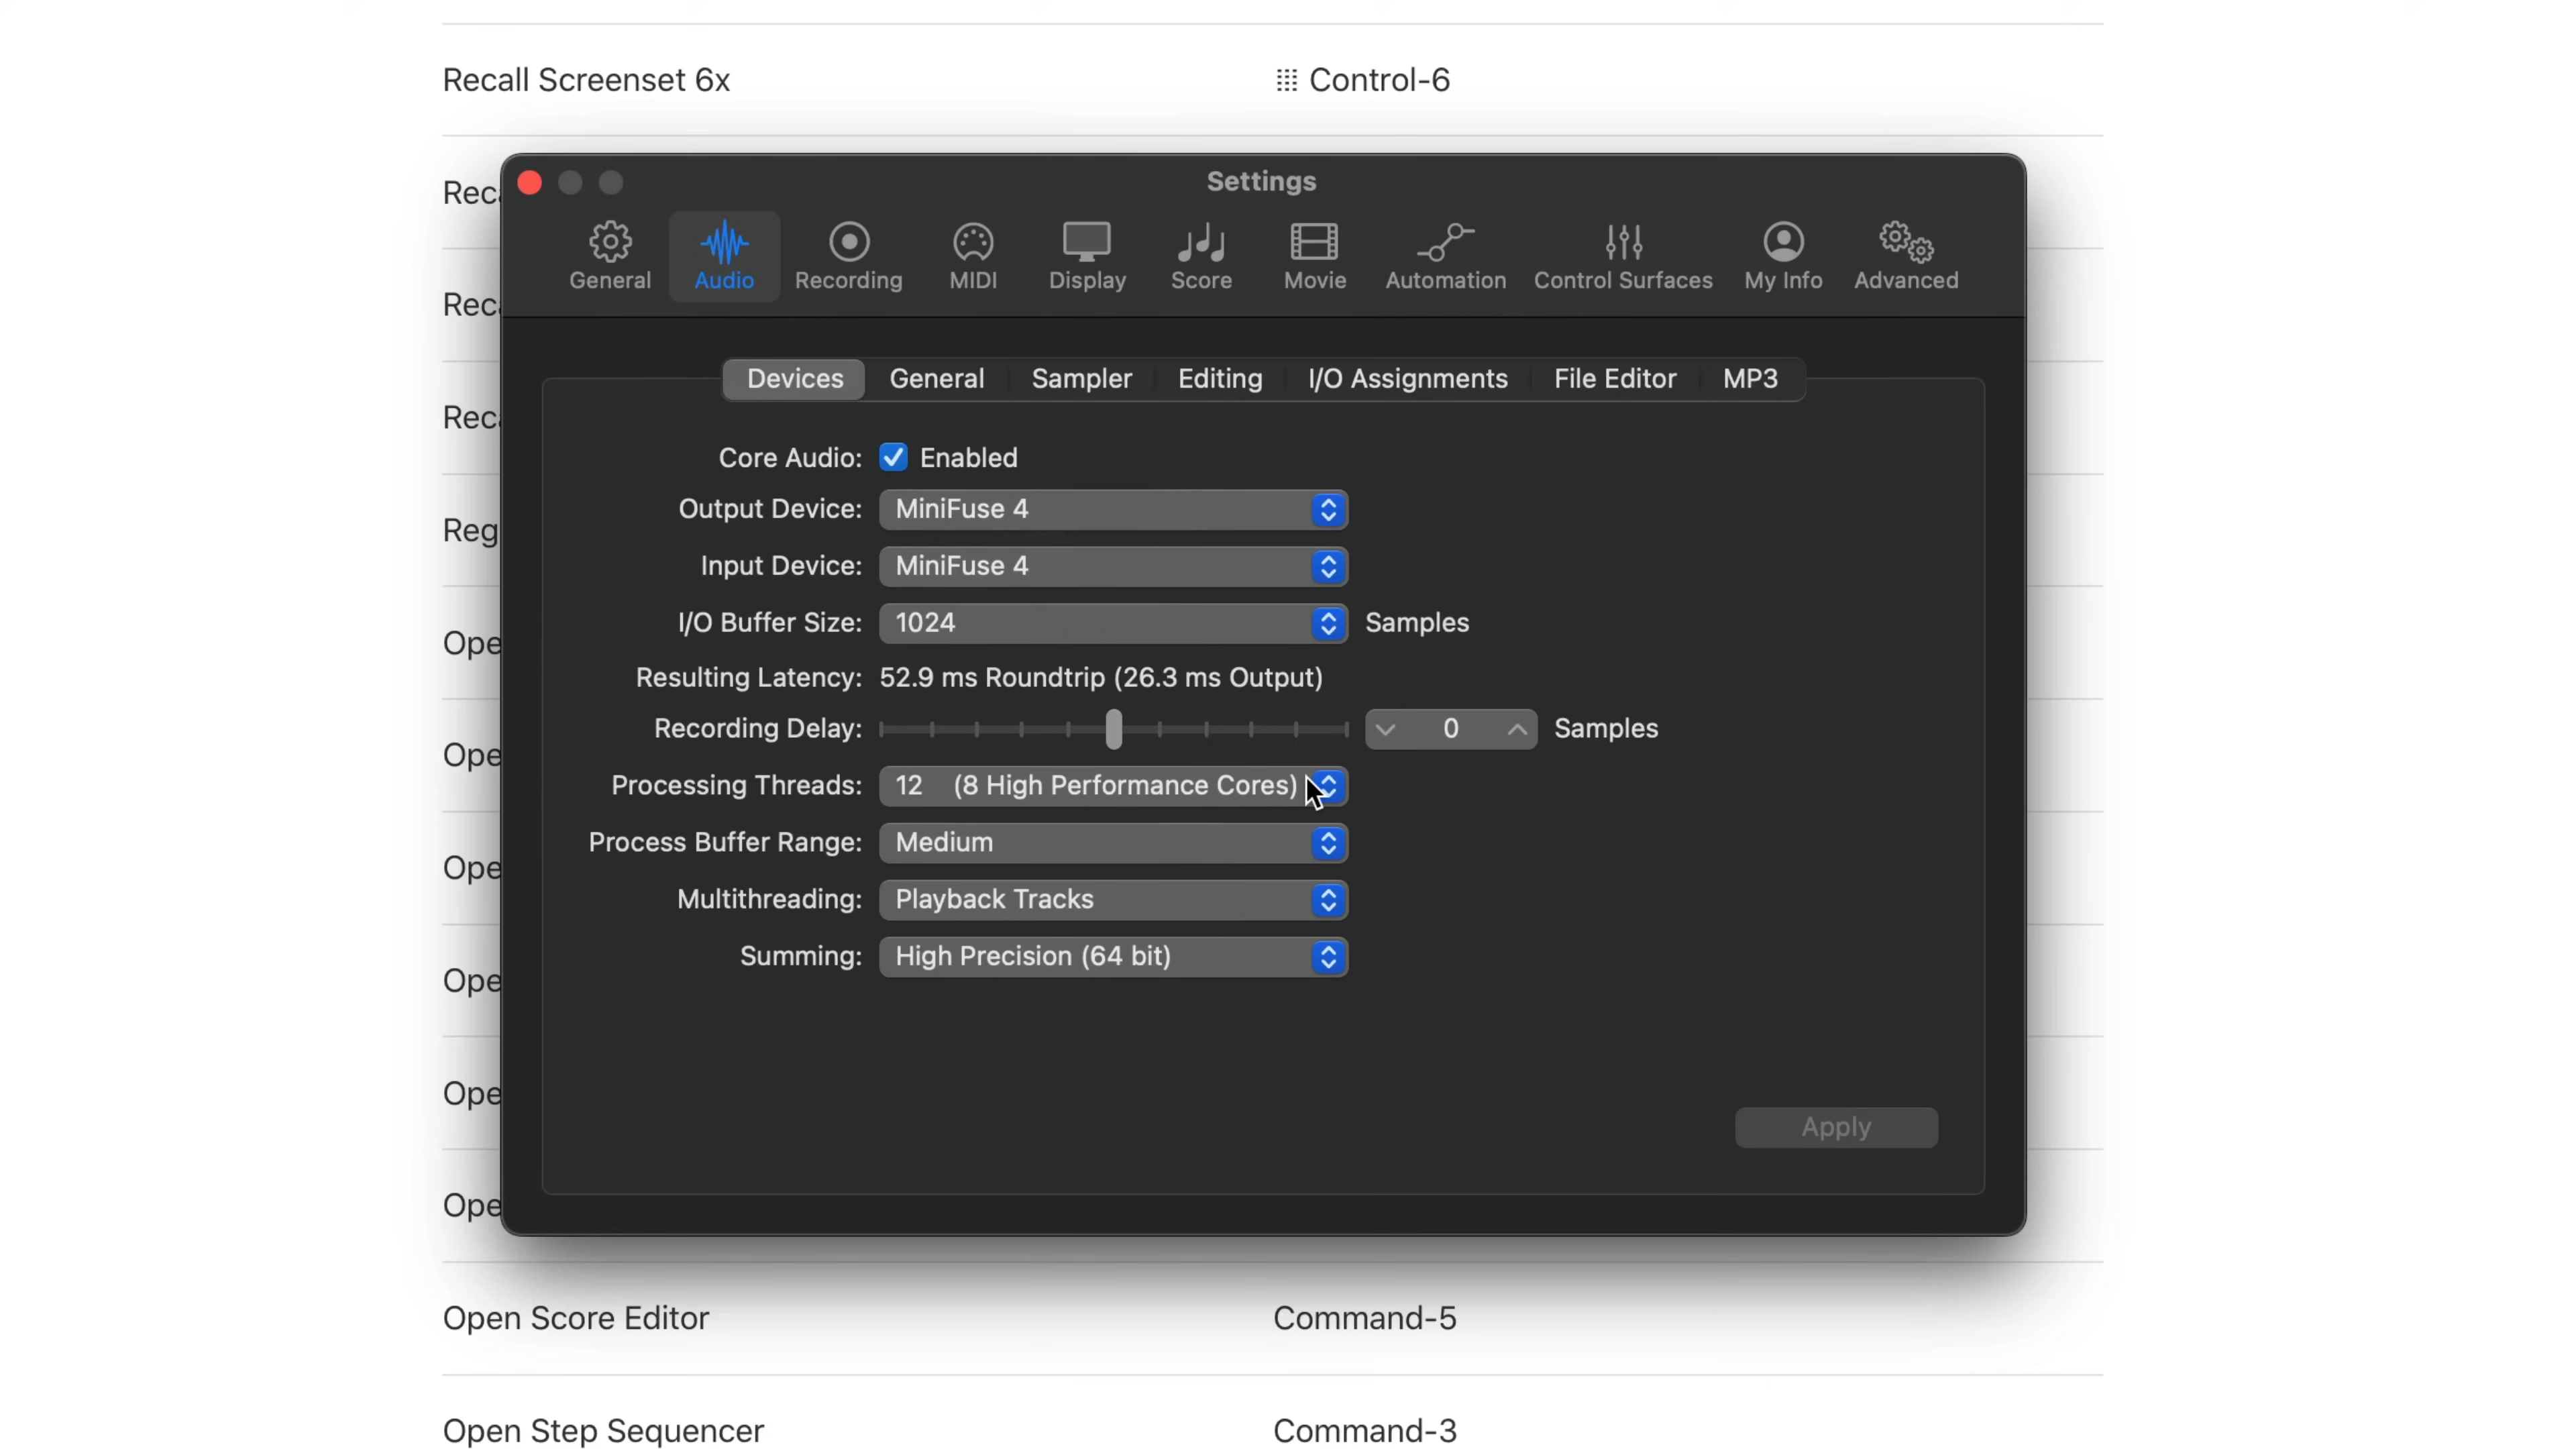 Recall Screenset 6x Control-6
Settings
General Audio Recording MIDI Display Score Movie Automation Control Surfaces My Info Advanced
Devices General Sampler Editing I/O Assignments File Editor MP3
Core Audio: Enabled
Output Device: MiniFuse 4
Input Device: MiniFuse 4
I/O Buffer Size: 1024 Samples
Resulting Latency: 52.9 ms Roundtrip (26.3 ms Output)
Recording Delay: 0 Samples
Processing Threads: 12 (8 High Performance Cores)
Process Buffer Range: Medium
Multithreading: Playback Tracks
Summing: High Precision (64 bit)
Apply
Reca
Reca
Reca
Reg
Ope
Ope
Ope
Ope
Ope
Ope
Open Score Editor Command-5
Open Step Sequencer Command-3